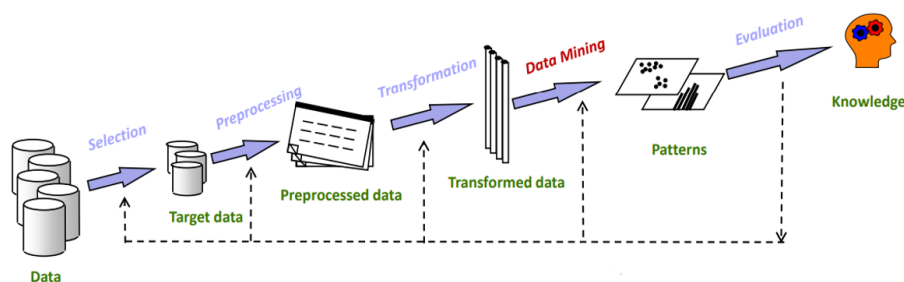 Selection
Preprocessing
Transformation
Data Mining
Evaluation
Data
Target data
Preprocessed data
Transformed data
Patterns
Knowledge